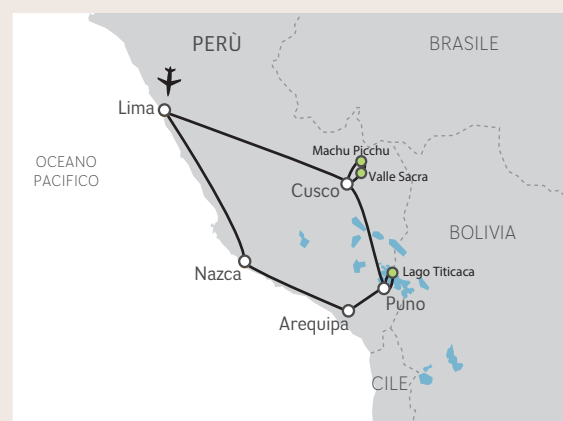 PERÙ
BRASILE
Lima
Machu Picchu
OCEANO
PACIFICO
Valle Sacra
Cusco
BOLIVIA
Nazca
Lago Titicaca
Puno
Arequipa
CILE